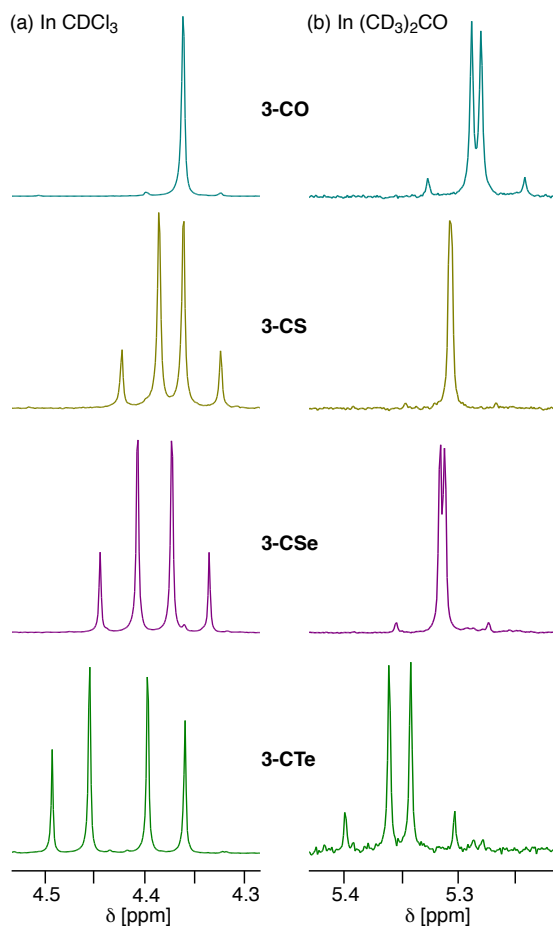 (a) In CDCl₃
(b) In (CD₃)₂CO
3-CO
3-CS
3-CSe
3-CTe
4.5 4.4 4.3
δ [ppm]
5.4 5.3
δ [ppm]